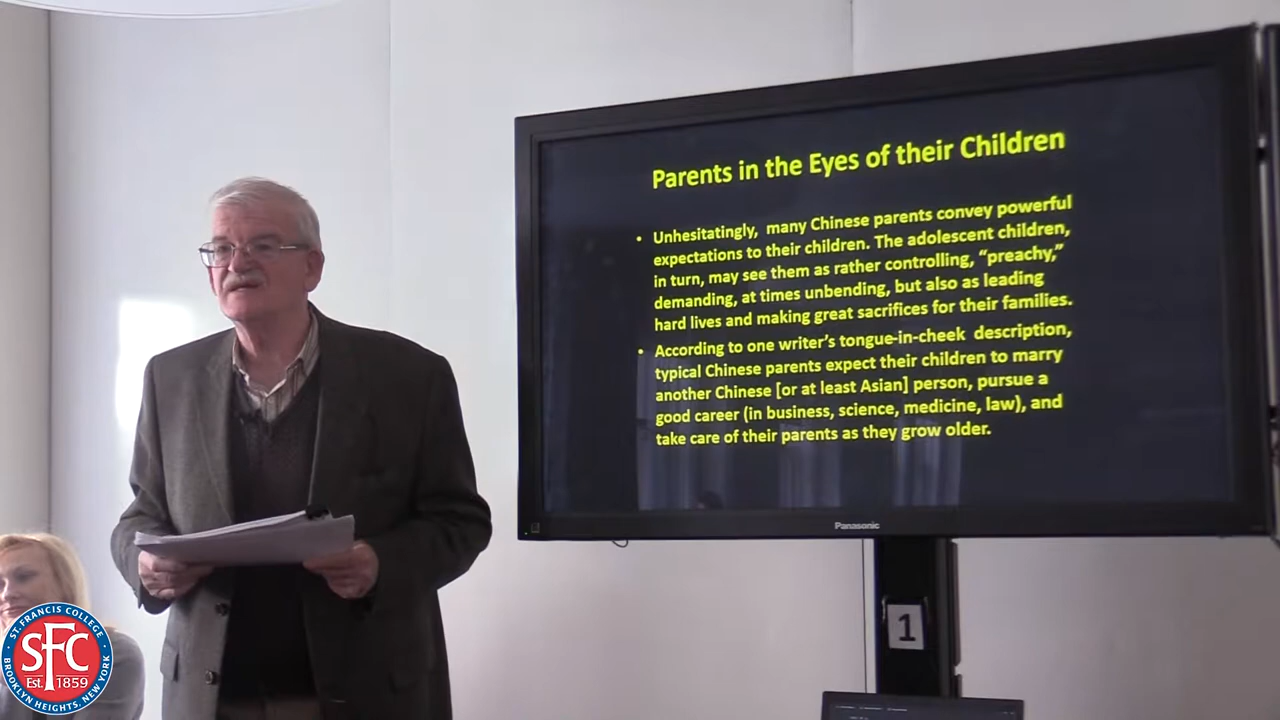 Parents in the Eyes of their Children
• Unhesitatingly, many Chinese parents convey powerful
expectations to their children. The adolescent children,
in turn, may see them as rather controlling, “preachy,”
demanding, at times unbending, but also as leading
hard lives and making great sacrifices for their families.
• According to one writer’s tongue-in-cheek description,
typical Chinese parents expect their children to marry
another Chinese [or at least Asian] person, pursue a
good career (in business, science, medicine, law), and
take care of their parents as they grow older.
Panasonic
1
ST. FRANCIS COLLEGE
SFC
EST. 1859
BROOKLYN HEIGHTS, NEW YORK